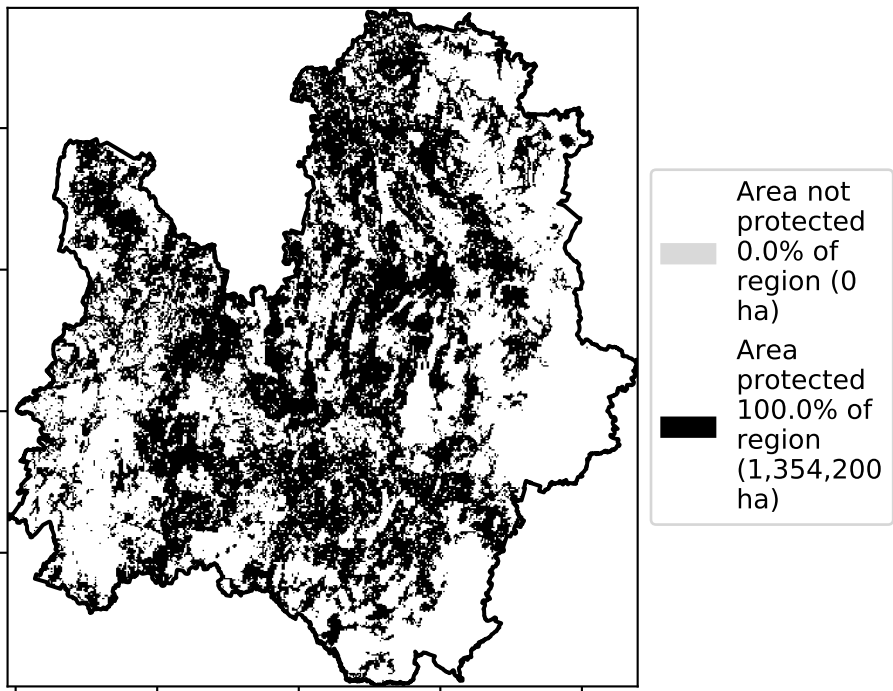 Area not
protected
0.0% of
region (0
ha)
Area
protected
100.0% of
region
(1,354,200
ha)